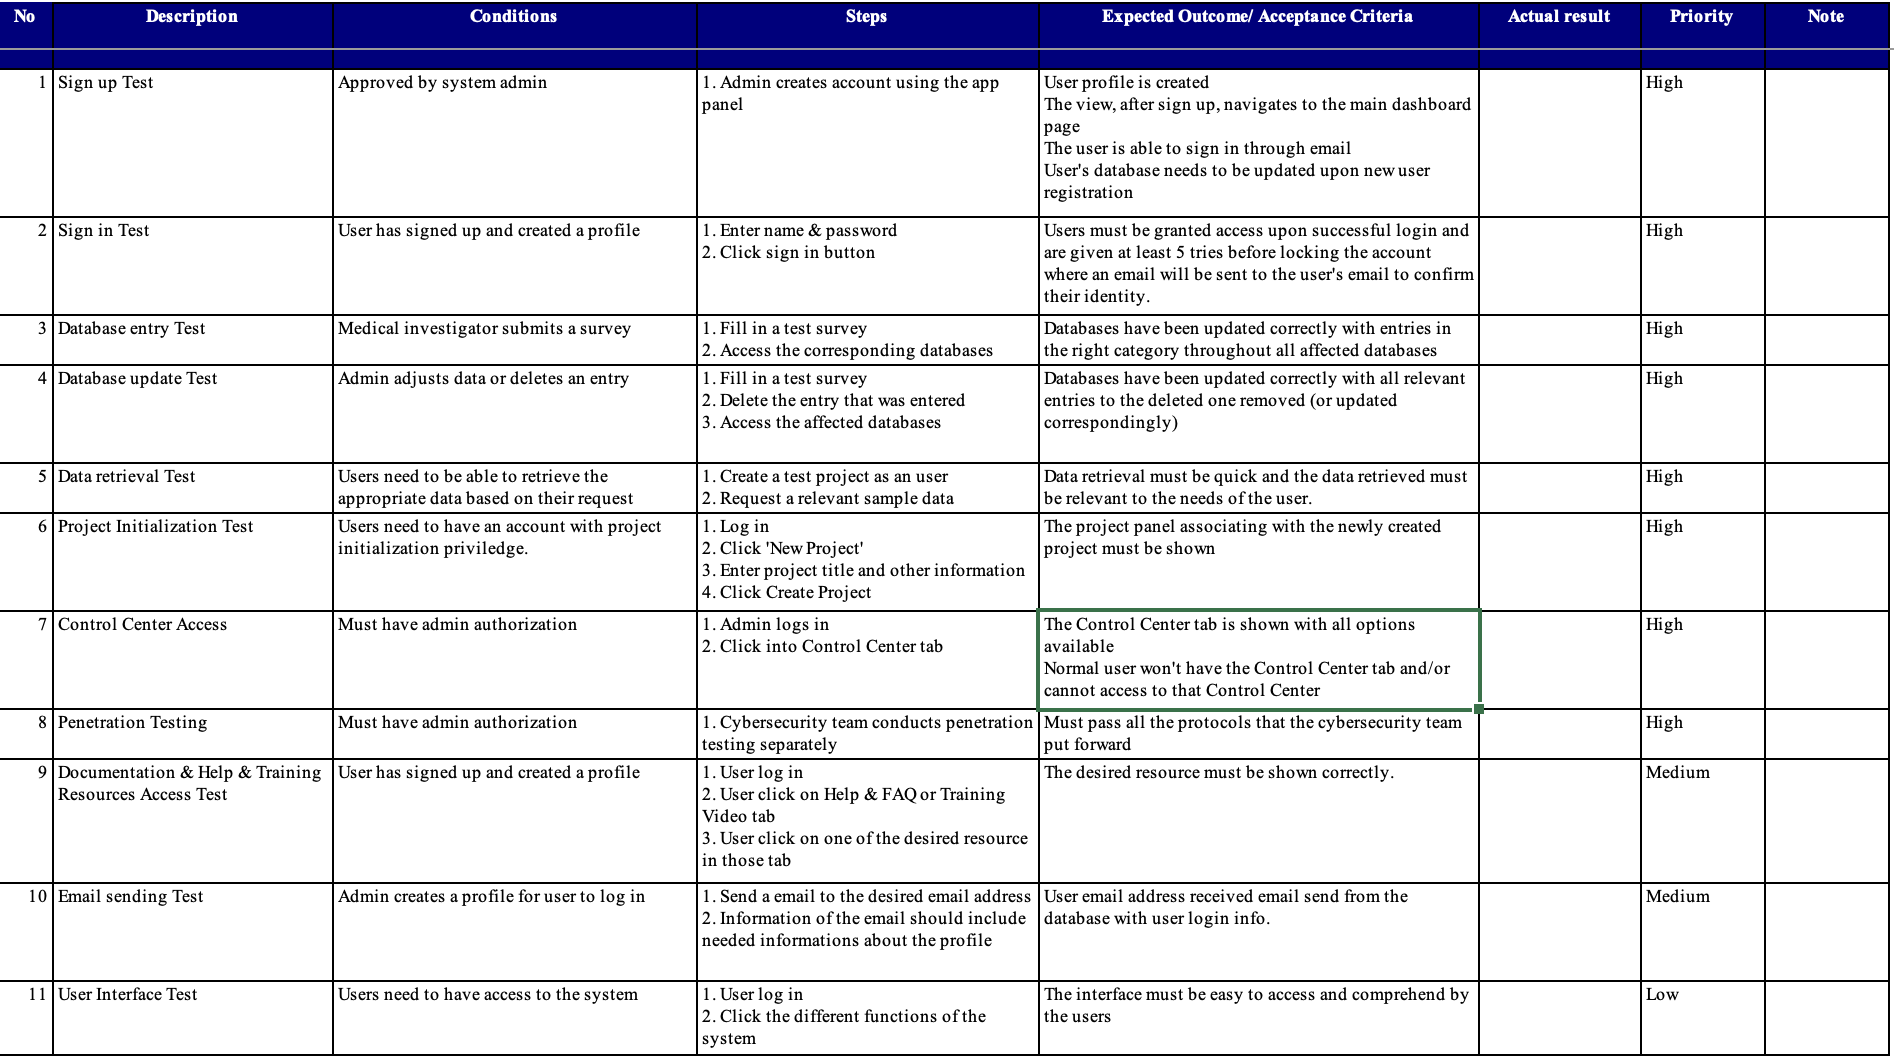 No Description Conditions Steps Expected Outcome/ Acceptance Criteria Actual result Priority Note
1 Sign up Test
Approved by system admin
1. Admin creates account using the app
panel
User profile is created
The view, after sign up, navigates to the main dashboard
page
The user is able to sign in through email
User's database needs to be updated upon new user
registration
High
2 Sign in Test
User has signed up and created a profile
1. Enter name & password
2. Click sign in button
Users must be granted access upon successful login and
are given at least 5 tries before locking the account
where an email will be sent to the user's email to confirm
their identity.
High
3 Database entry Test
Medical investigator submits a survey
1. Fill in a test survey
2. Access the corresponding databases
Databases have been updated correctly with entries in
the right category throughout all affected databases
High
4 Database update Test
Admin adjusts data or deletes an entry
1. Fill in a test survey
2. Delete the entry that was entered
3. Access the affected databases
Databases have been updated correctly with all relevant
entries to the deleted one removed (or updated
correspondingly)
High
5 Data retrieval Test
Users need to be able to retrieve the
appropriate data based on their request
1. Create a test project as an user
2. Request a relevant sample data
Data retrieval must be quick and the data retrieved must
be relevant to the needs of the user.
High
6 Project Initialization Test
Users need to have an account with project
initialization priviledge.
1. Log in
2. Click 'New Project'
3. Enter project title and other information
4. Click Create Project
The project panel associating with the newly created
project must be shown
High
7 Control Center Access
Must have admin authorization
1. Admin logs in
2. Click into Control Center tab
The Control Center tab is shown with all options
available
Normal user won't have the Control Center tab and/or
cannot access to that Control Center
High
8 Penetration Testing
Must have admin authorization
1. Cybersecurity team conducts penetration
testing separately
Must pass all the protocols that the cybersecurity team
put forward
High
9 Documentation & Help & Training
Resources Access Test
User has signed up and created a profile
1. User log in
2. User click on Help & FAQ or Training
Video tab
3. User click on one of the desired resource
in those tab
The desired resource must be shown correctly.
Medium
10 Email sending Test
Admin creates a profile for user to log in
1. Send a email to the desired email address
2. Information of the email should include
needed informations about the profile
User email address received email send from the
database with user login info.
Medium
11 User Interface Test
Users need to have access to the system
1. User log in
2. Click the different functions of the
system
The interface must be easy to access and comprehend by
the users
Low